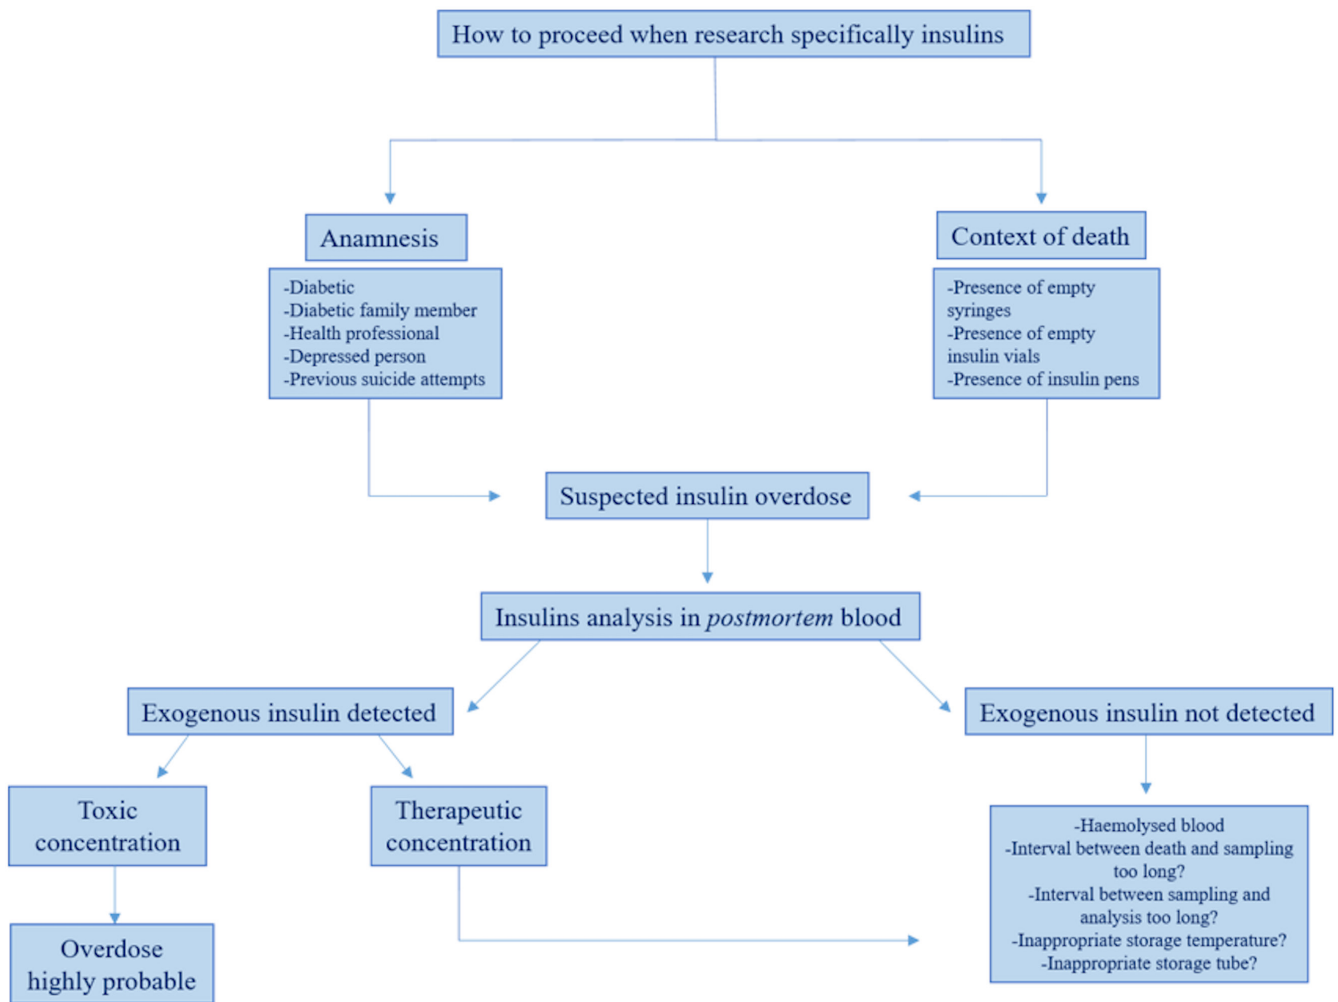 How to proceed when research specifically insulins
Anamnesis
-Diabetic
-Diabetic family member
-Health professional
-Depressed person
-Previous suicide attempts
Context of death
-Presence of empty
syringes
-Presence of empty
insulin vials
-Presence of insulin pens
Suspected insulin overdose
Insulins analysis in postmortem blood
Exogenous insulin detected
Exogenous insulin not detected
Toxic
concentration
Therapeutic
concentration
-Haemolysed blood
-Interval between death and sampling
too long?
-Interval between sampling and
analysis too long?
-Inappropriate storage temperature?
-Inappropriate storage tube?
Overdose
highly probable